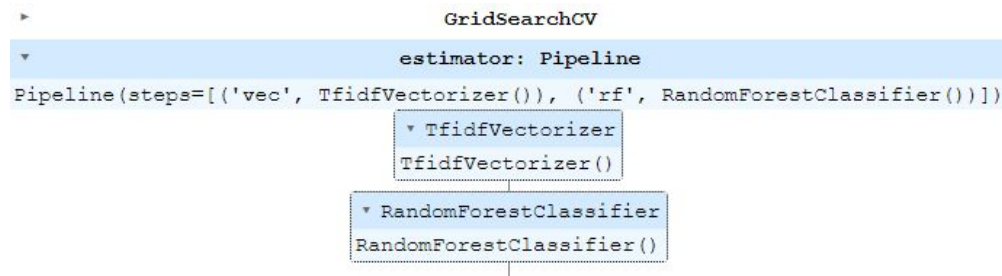 GridSearchCV
estimator: Pipeline
Pipeline(steps=[('vec', TfidfVectorizer()), ('rf', RandomForestClassifier())])
TfidfVectorizer
TfidfVectorizer()
RandomForestClassifier
RandomForestClassifier()